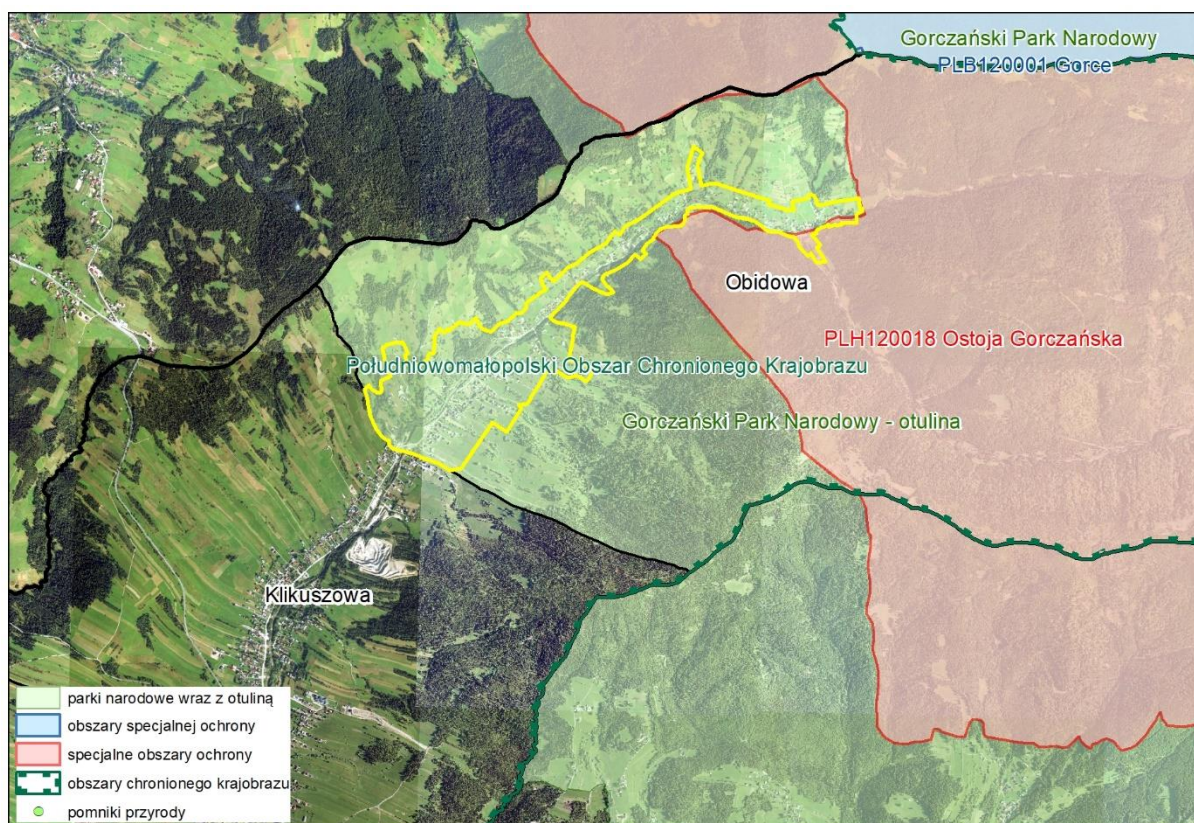 Gorczański Park Narodowy
PLB120001 Gorce
Obidowa
PLH120018 Ostoja Gorczańska
Południowomałopolski Obszar Chronionego Krajobrazu
Gorczański Park Narodowy - otulina
Klikuszowa
parki narodowe wraz z otuliną
obszary specjalnej ochrony
specjalne obszary ochrony
obszary chronionego krajobrazu
pomniki przyrody